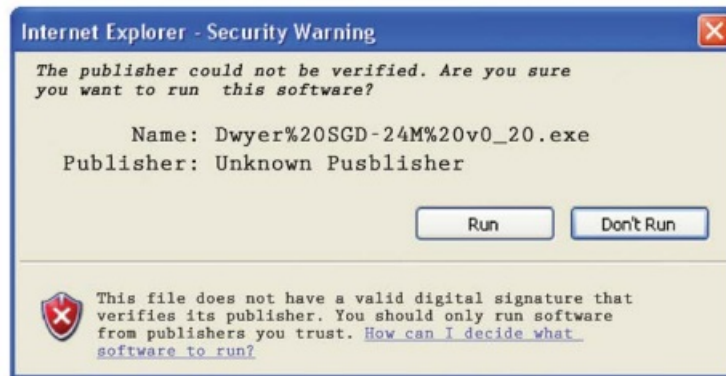 Internet Explorer - Security Warning
The publisher could not be verified. Are you sure
you want to run this software?
Name: Dwyer%20SGD-24M%20v0_20.exe
Publisher: Unknown Pusblisher
Run Don't Run
This file does not have a valid digital signature that
verifies its publisher. You should only run software
from publishers you trust. How can I decide what
software to run?